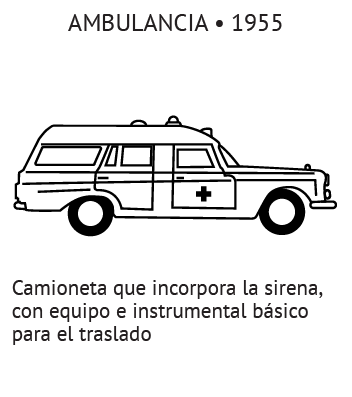 AMBULANCIA • 1955
Camioneta que incorpora la sirena,
con equipo e instrumental básico
para el traslado